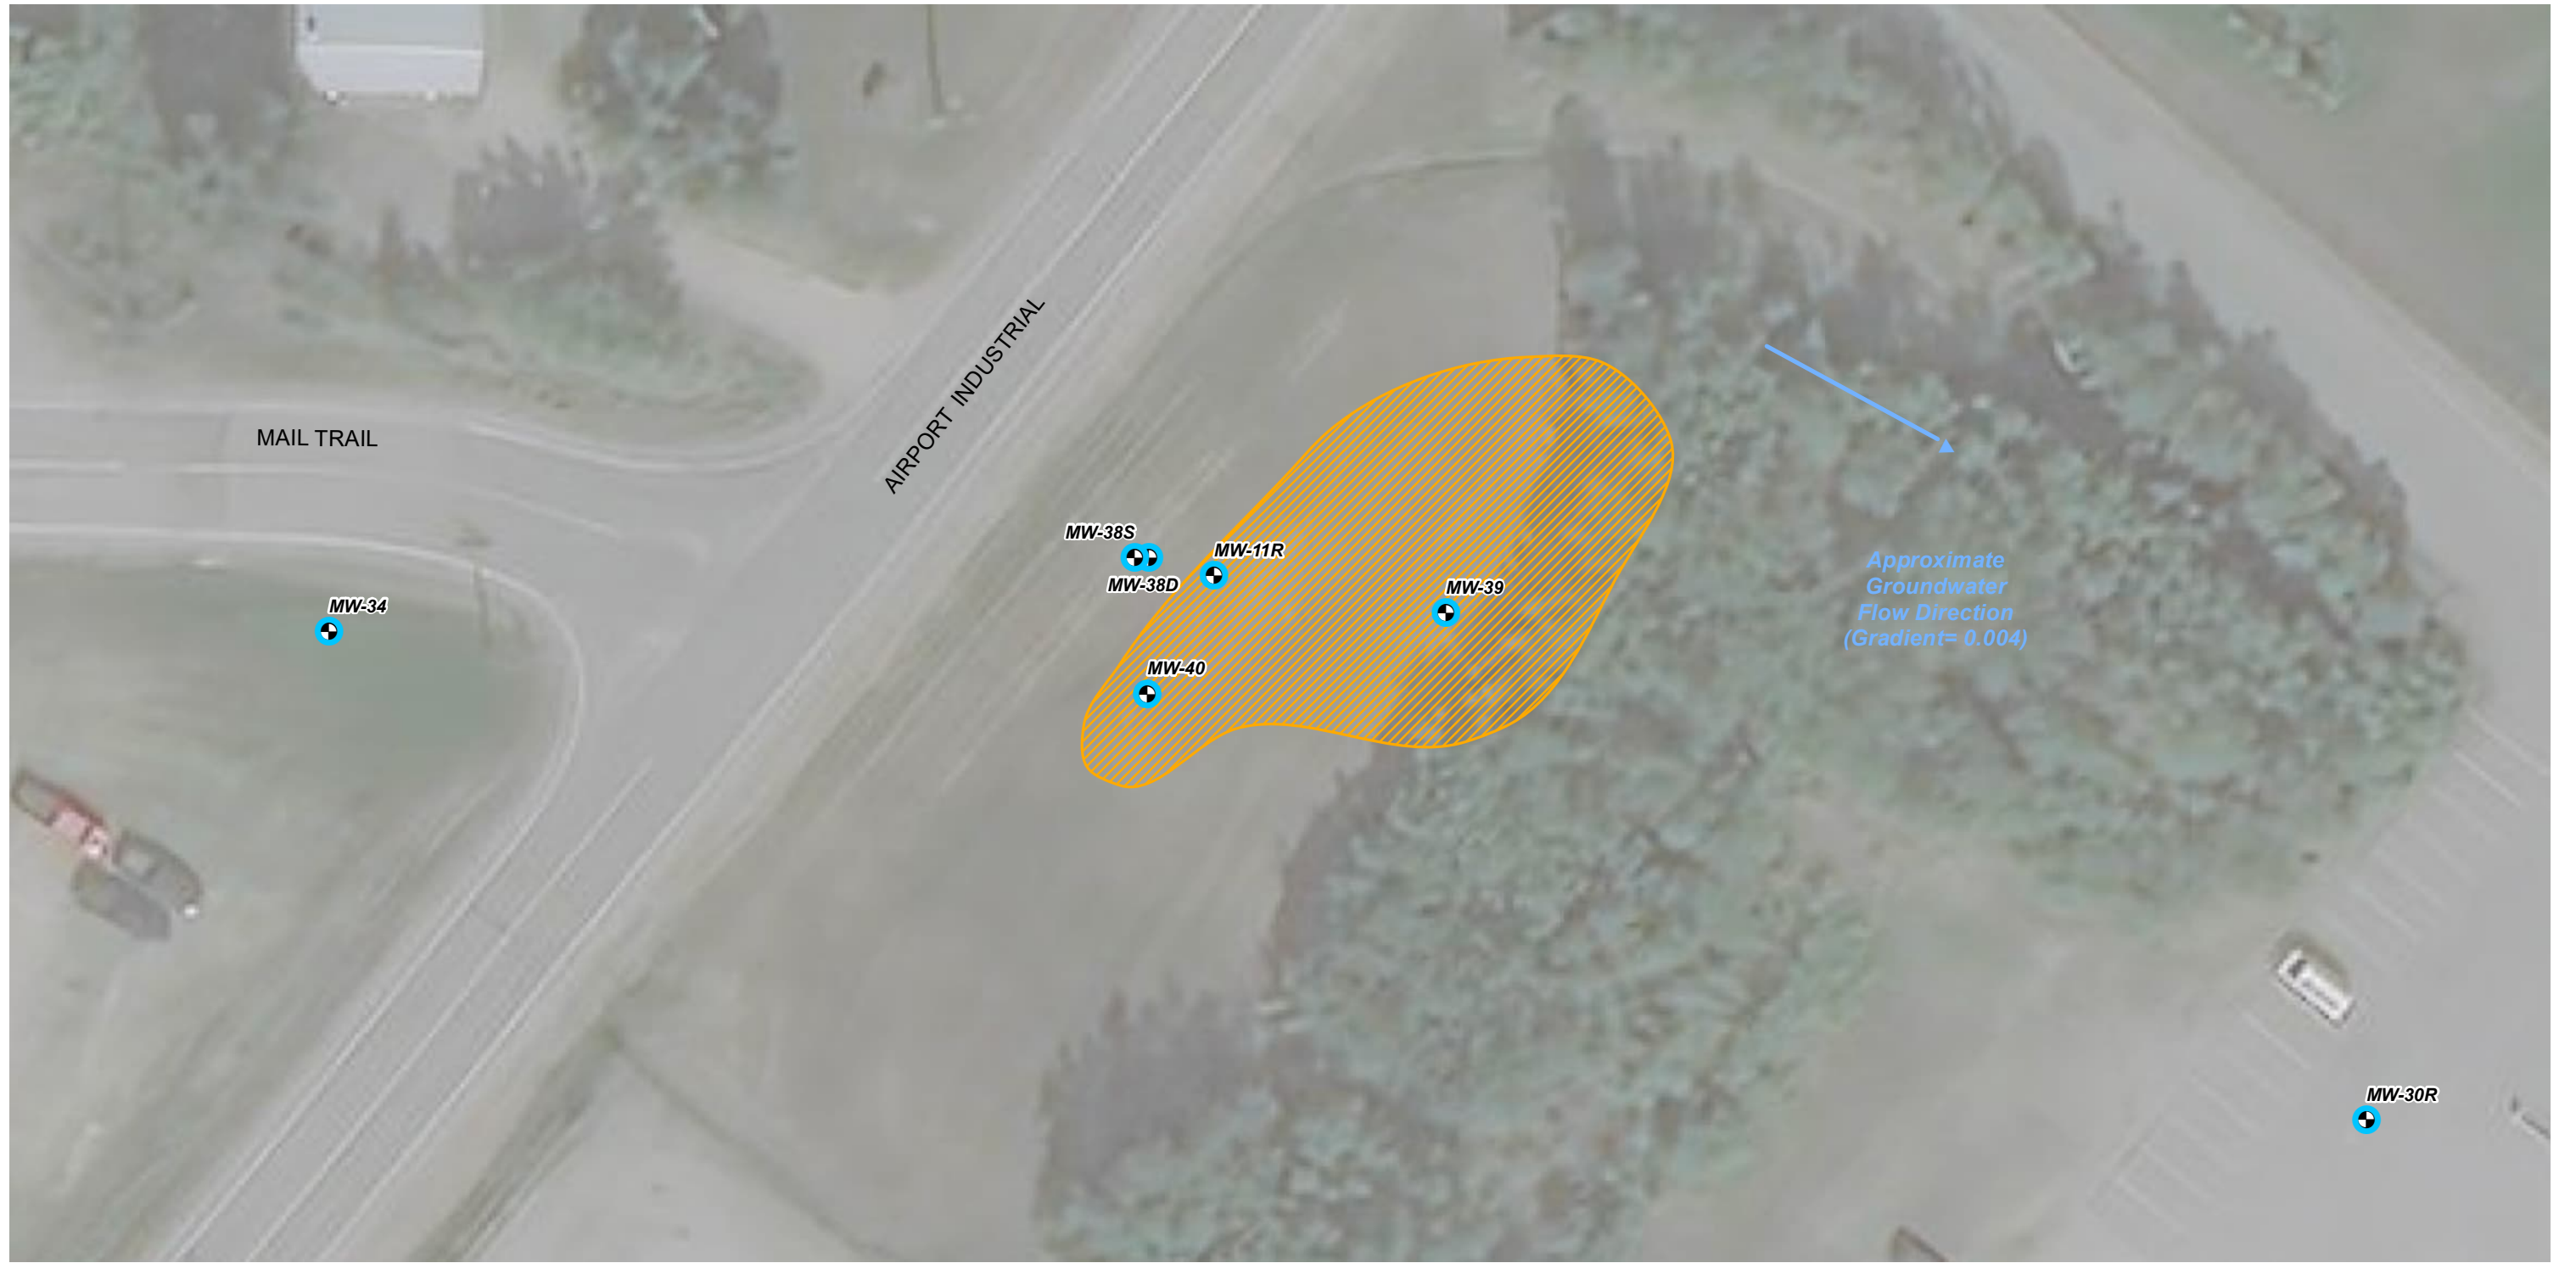 AIRPORT INDUSTRIAL
MAIL TRAIL
MW-38S
MW-11R
MW-38D
MW-39
MW-34
MW-40
Approximate
Groundwater
Flow Direction
(Gradient= 0.004)
MW-30R